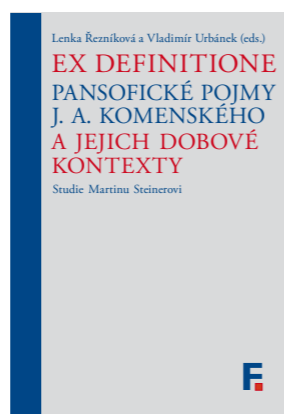 Lenka Řezníková a Vladimír Urbánek (eds.)
EX DEFINITIONE
PANSOFICKÉ POJMY
J. A. KOMENSKÉHO
A JEJICH DOBOVÉ
KONTEXTY
Studie Martinu Steinerovi
F.